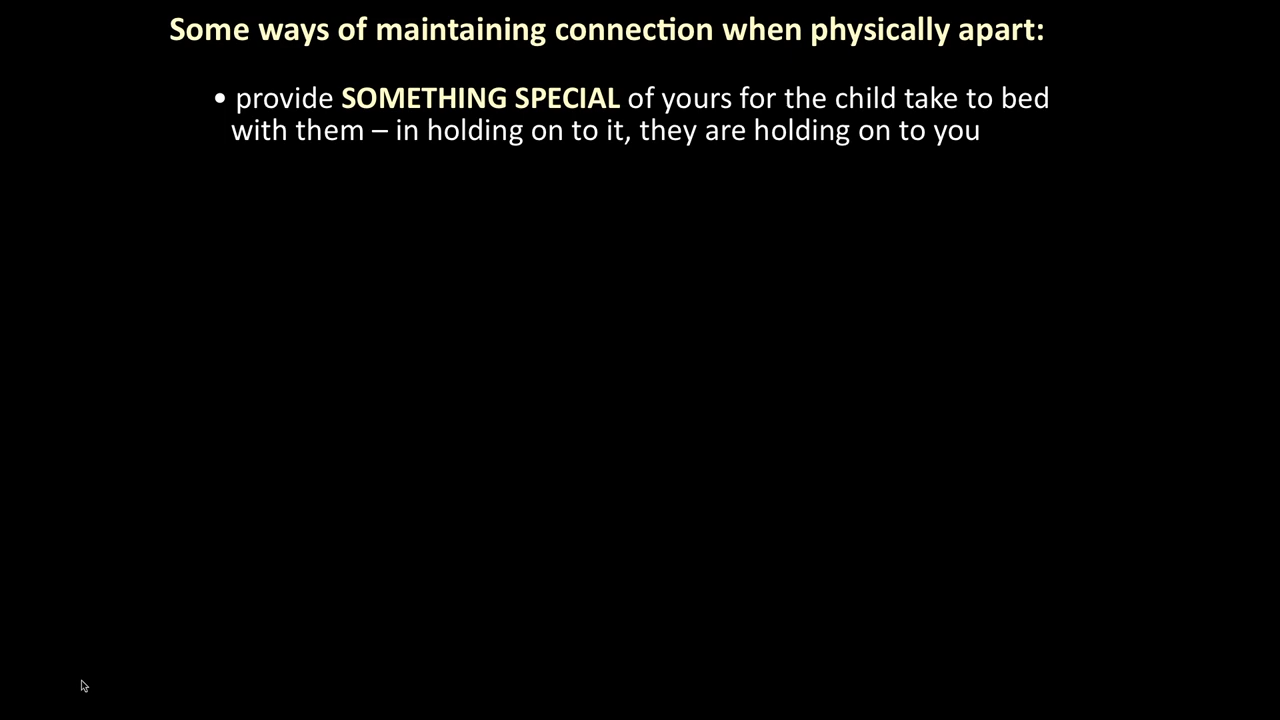 Some ways of maintaining connection when physically apart:
• provide SOMETHING SPECIAL of yours for the child take to bed
with them – in holding on to it, they are holding on to you